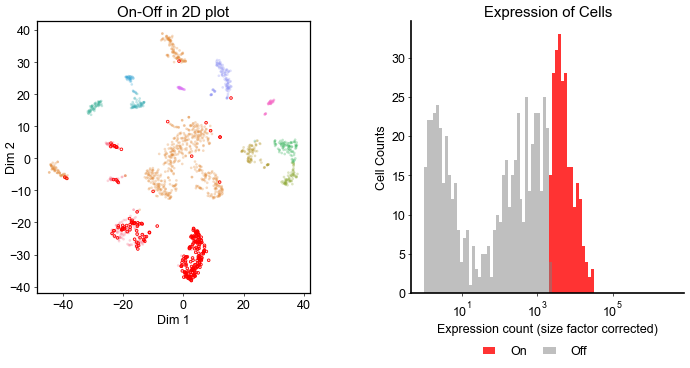 On-Off in 2D plot
40
30
20
10
0
−10
−20
−30
−40
Dim 2
−40 −20 0 20 40
Dim 1
Expression of Cells
30
25
20
15
10
5
0
Cell Counts
10^1 10^3 10^5
Expression count (size factor corrected)
On Off